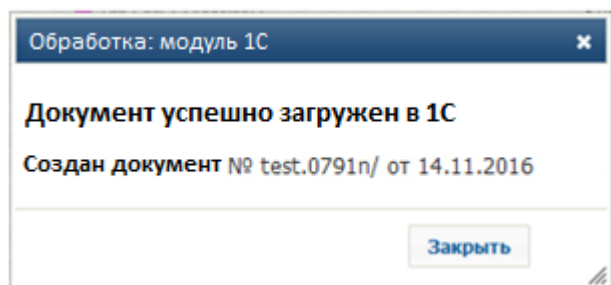 Обработка: модуль 1С
Документ успешно загружен в 1С
Создан документ № test.0791n/ от 14.11.2016
Закрыть